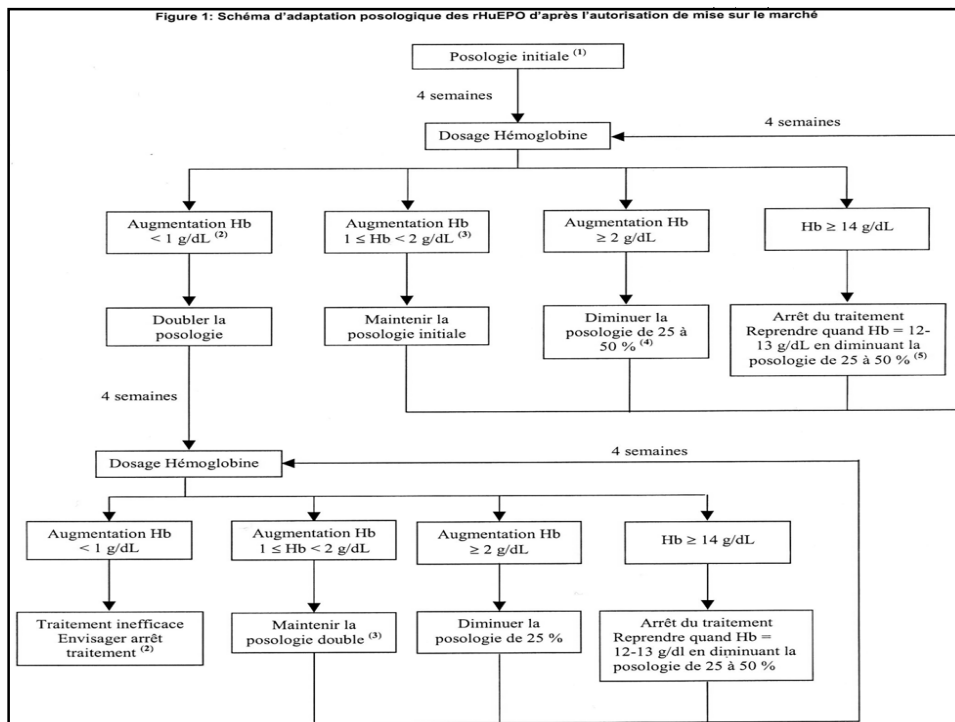 Figure 1: Schéma d'adaptation posologique des rHuEPO d'après l'autorisation de mise sur le marché
Posologie initiale (1)
4 semaines
4 semaines
Dosage Hémoglobine
Augmentation Hb
< 1 g/dL (2)
Augmentation Hb
1 ≤ Hb < 2 g/dL (3)
Augmentation Hb
≥ 2 g/dL
Hb ≥ 14 g/dL
Doubler la
posologie
Maintenir la
posologie initiale
Diminuer la
posologie de 25 à
50 % (4)
Arrêt du traitement
Reprendre quand Hb = 12-
13 g/dL en diminuant la
posologie de 25 à 50 % (5)
4 semaines
Dosage Hémoglobine
4 semaines
Augmentation Hb
< 1 g/dL
Augmentation Hb
1 ≤ Hb < 2 g/dL
Augmentation Hb
≥ 2 g/dL
Hb ≥ 14 g/dL
Traitement inefficace
Envisager arrêt
traitement (2)
Maintenir la
posologie double (3)
Diminuer la
posologie de 25 %
Arrêt du traitement
Reprendre quand Hb =
12-13 g/dl en diminuant la
posologie de 25 à 50 %